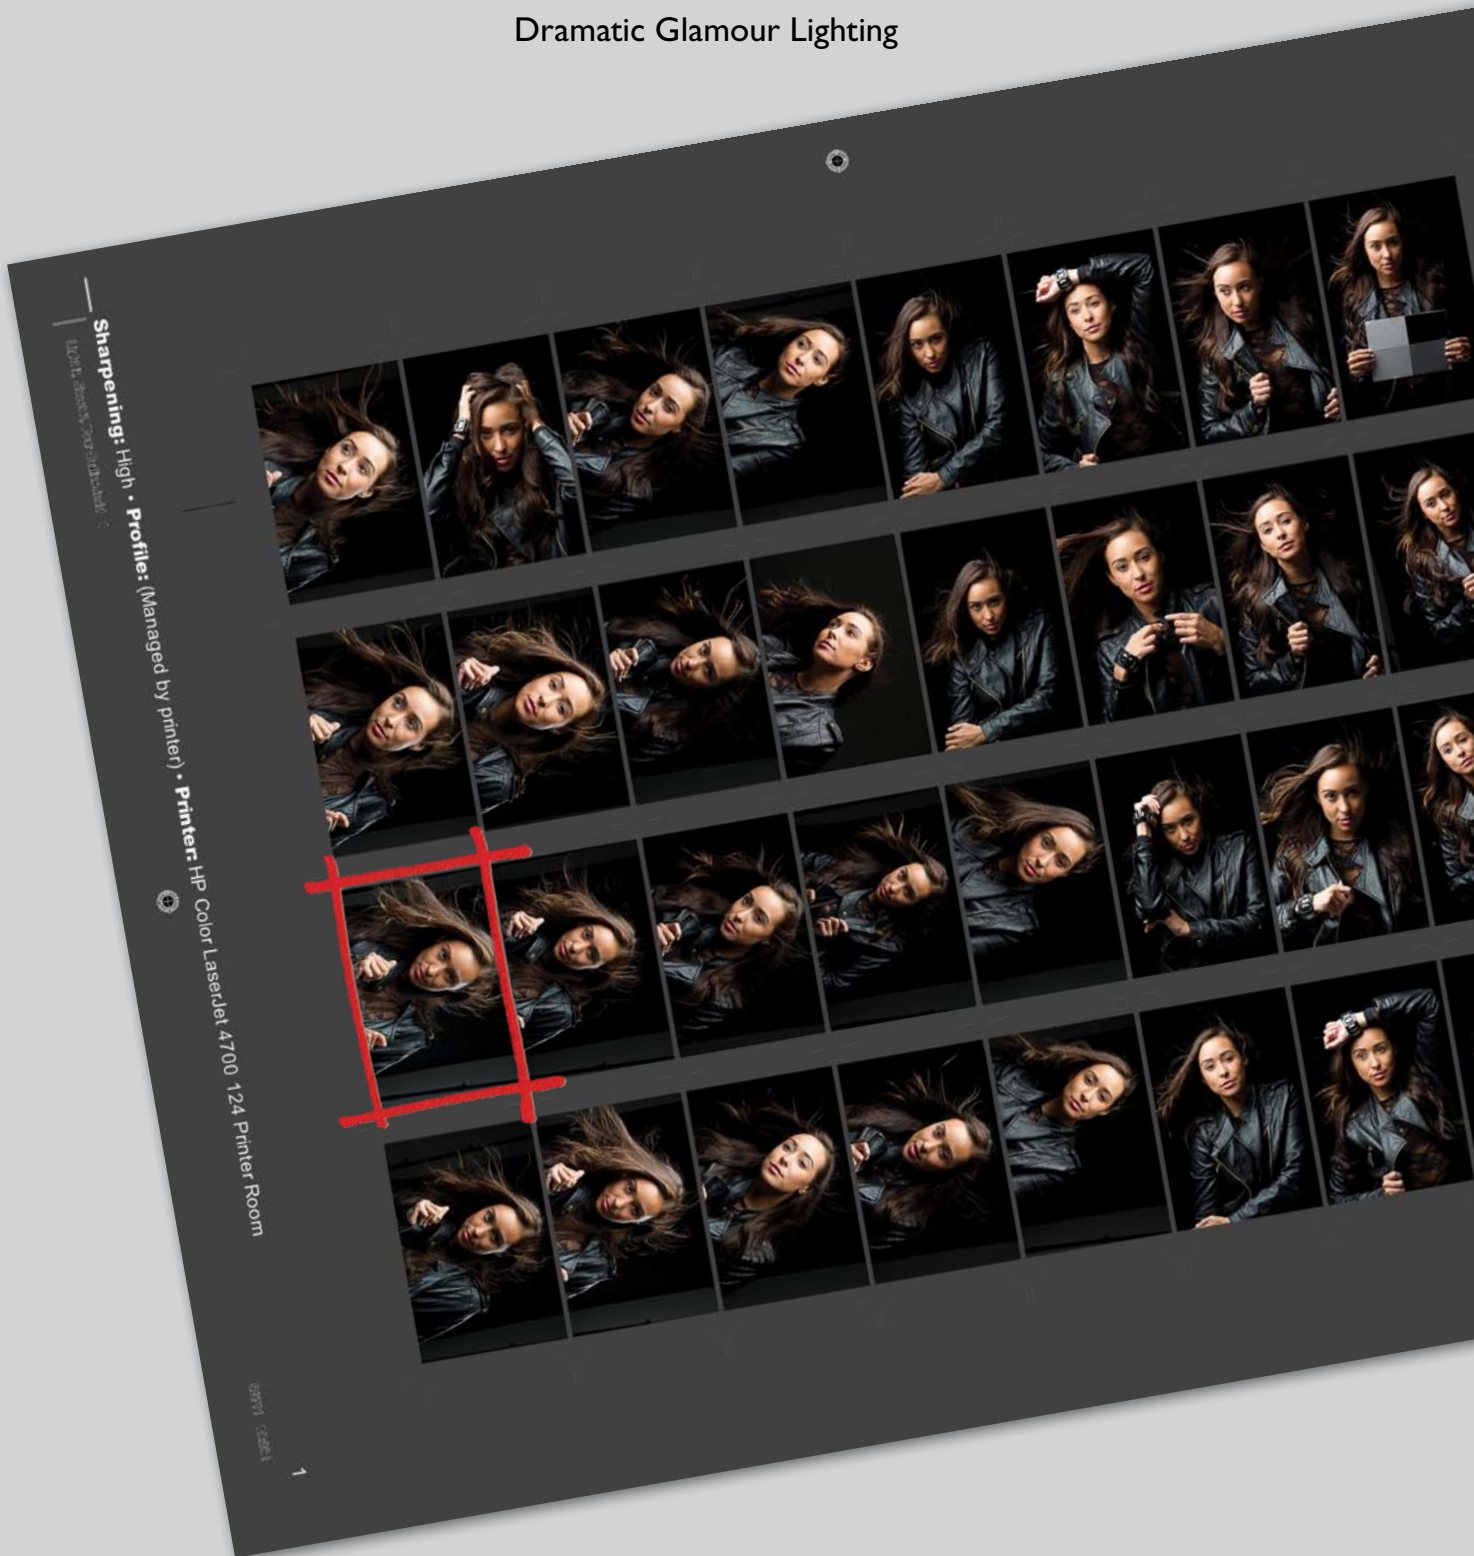 Dramatic Glamour Lighting
Sharpening: High • Profile: (Managed by printer) • Printer: HP Color LaserJet 4700 124 Printer Room
1